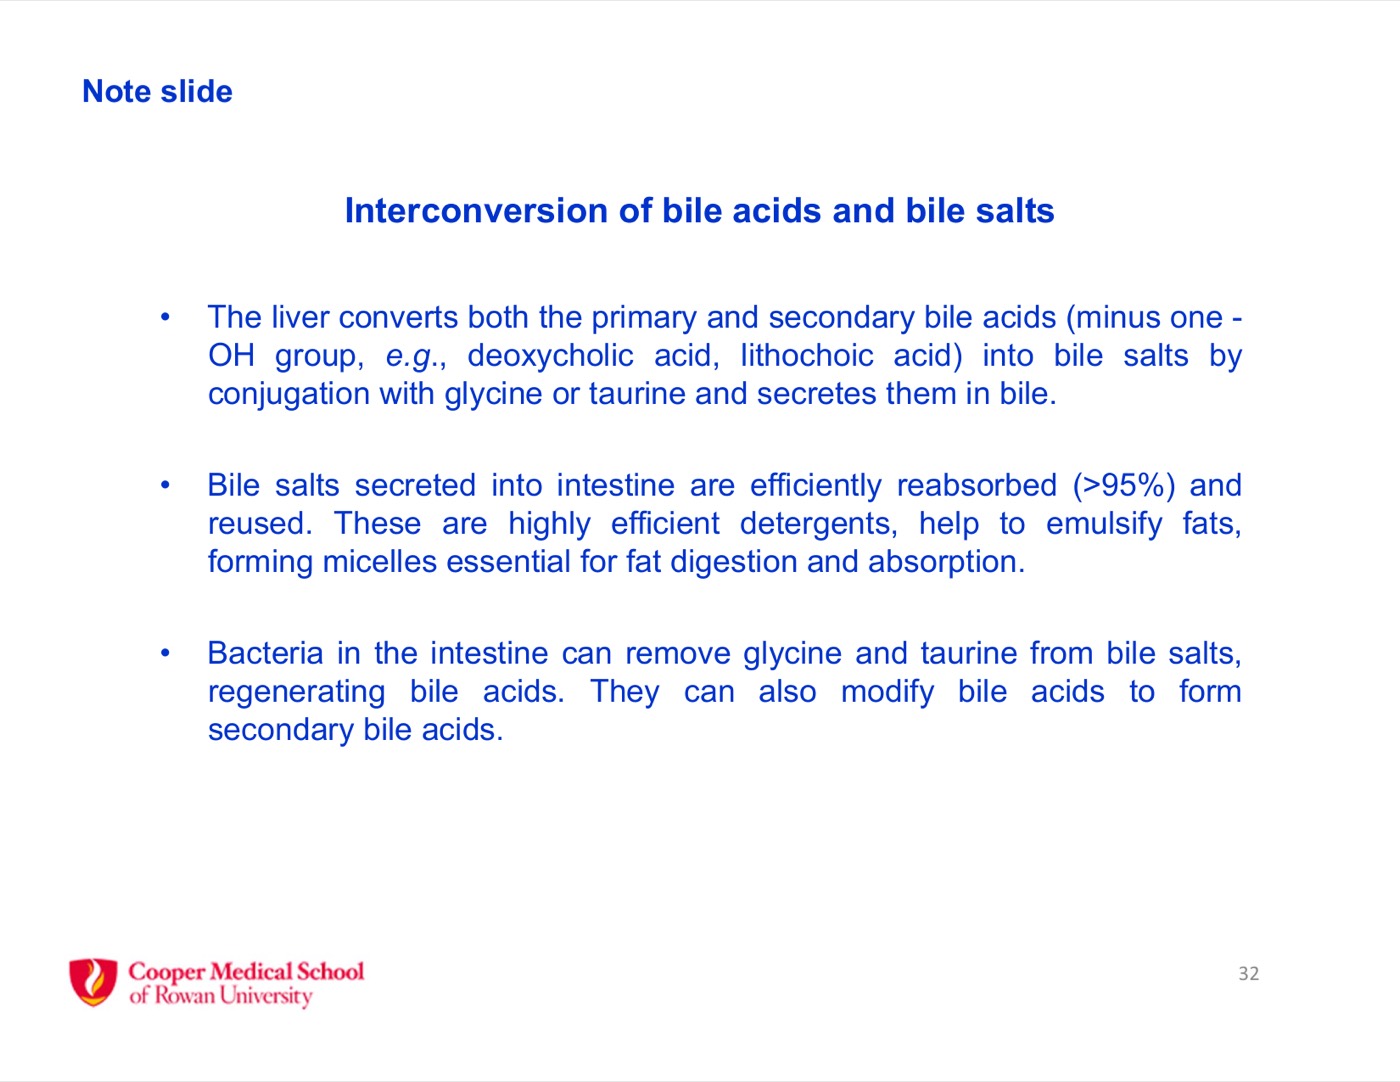 Note slide
Interconversion of bile acids and bile salts
• The liver converts both the primary and secondary bile acids (minus one -
OH group, e.g., deoxycholic acid, lithochoic acid) into bile salts by
conjugation with glycine or taurine and secretes them in bile.
• Bile salts secreted into intestine are efficiently reabsorbed (>95%) and
reused. These are highly efficient detergents, help to emulsify fats,
forming micelles essential for fat digestion and absorption.
• Bacteria in the intestine can remove glycine and taurine from bile salts,
regenerating bile acids. They can also modify bile acids to form
secondary bile acids.
Cooper Medical School
of Rowan University
32